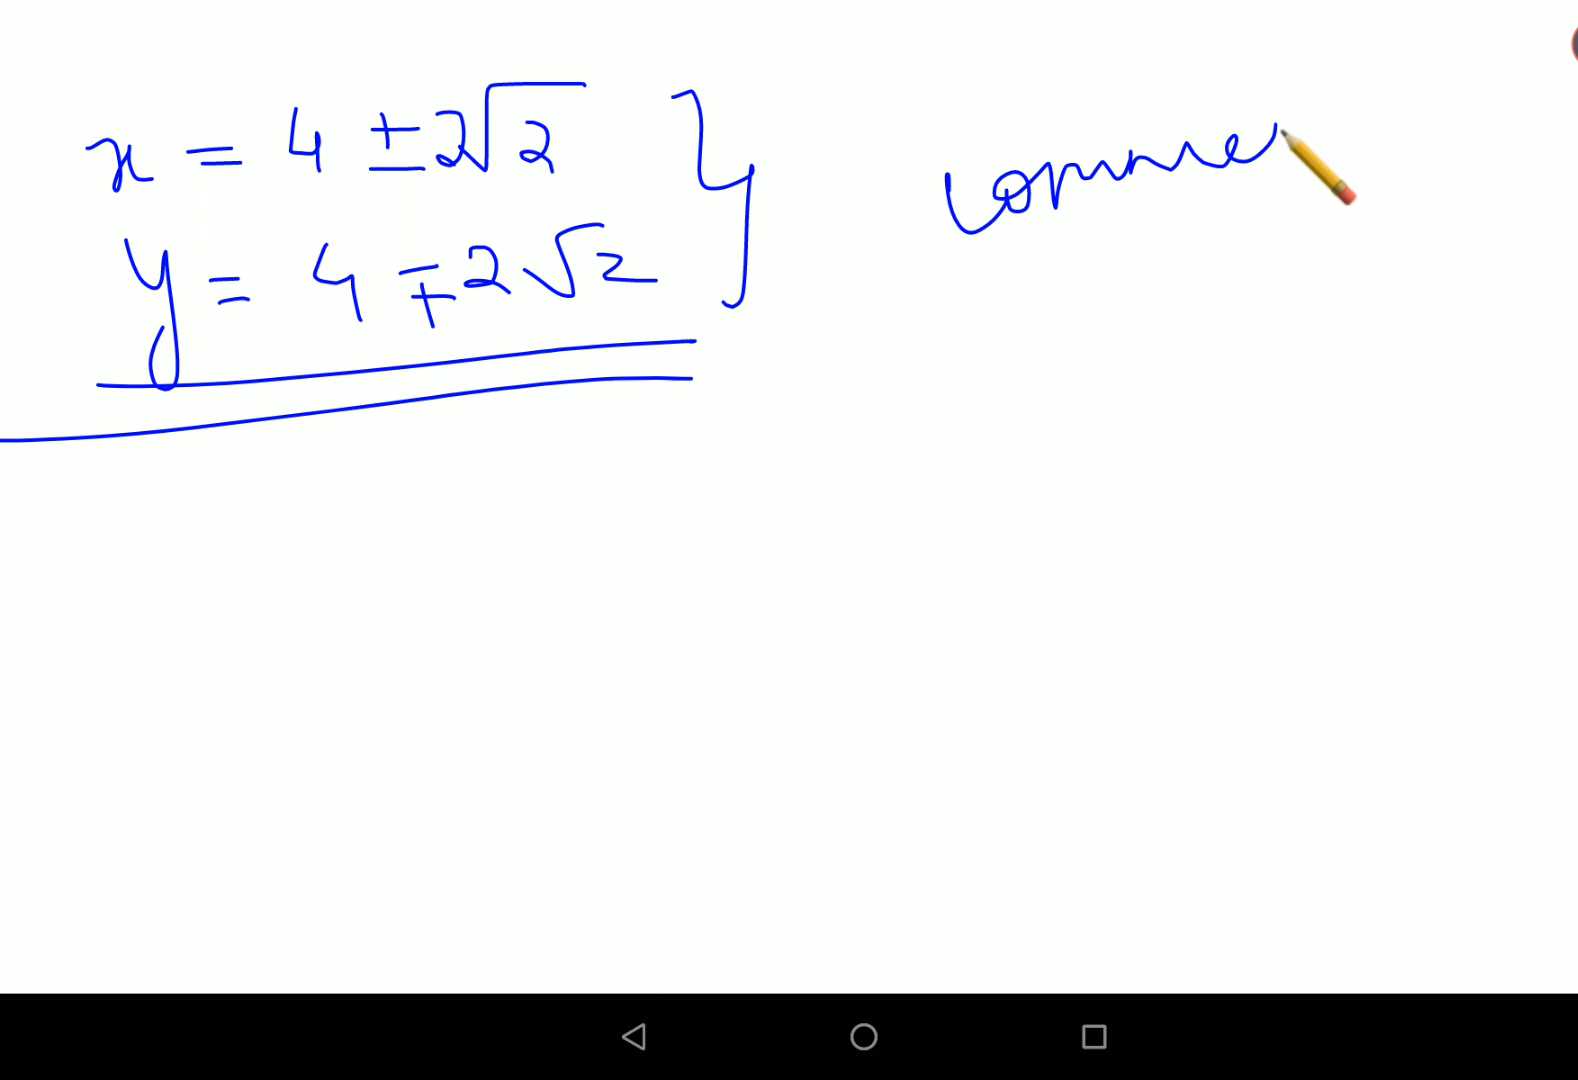 x = 4 ± 2√2
y = 4 ∓ 2√2
comme